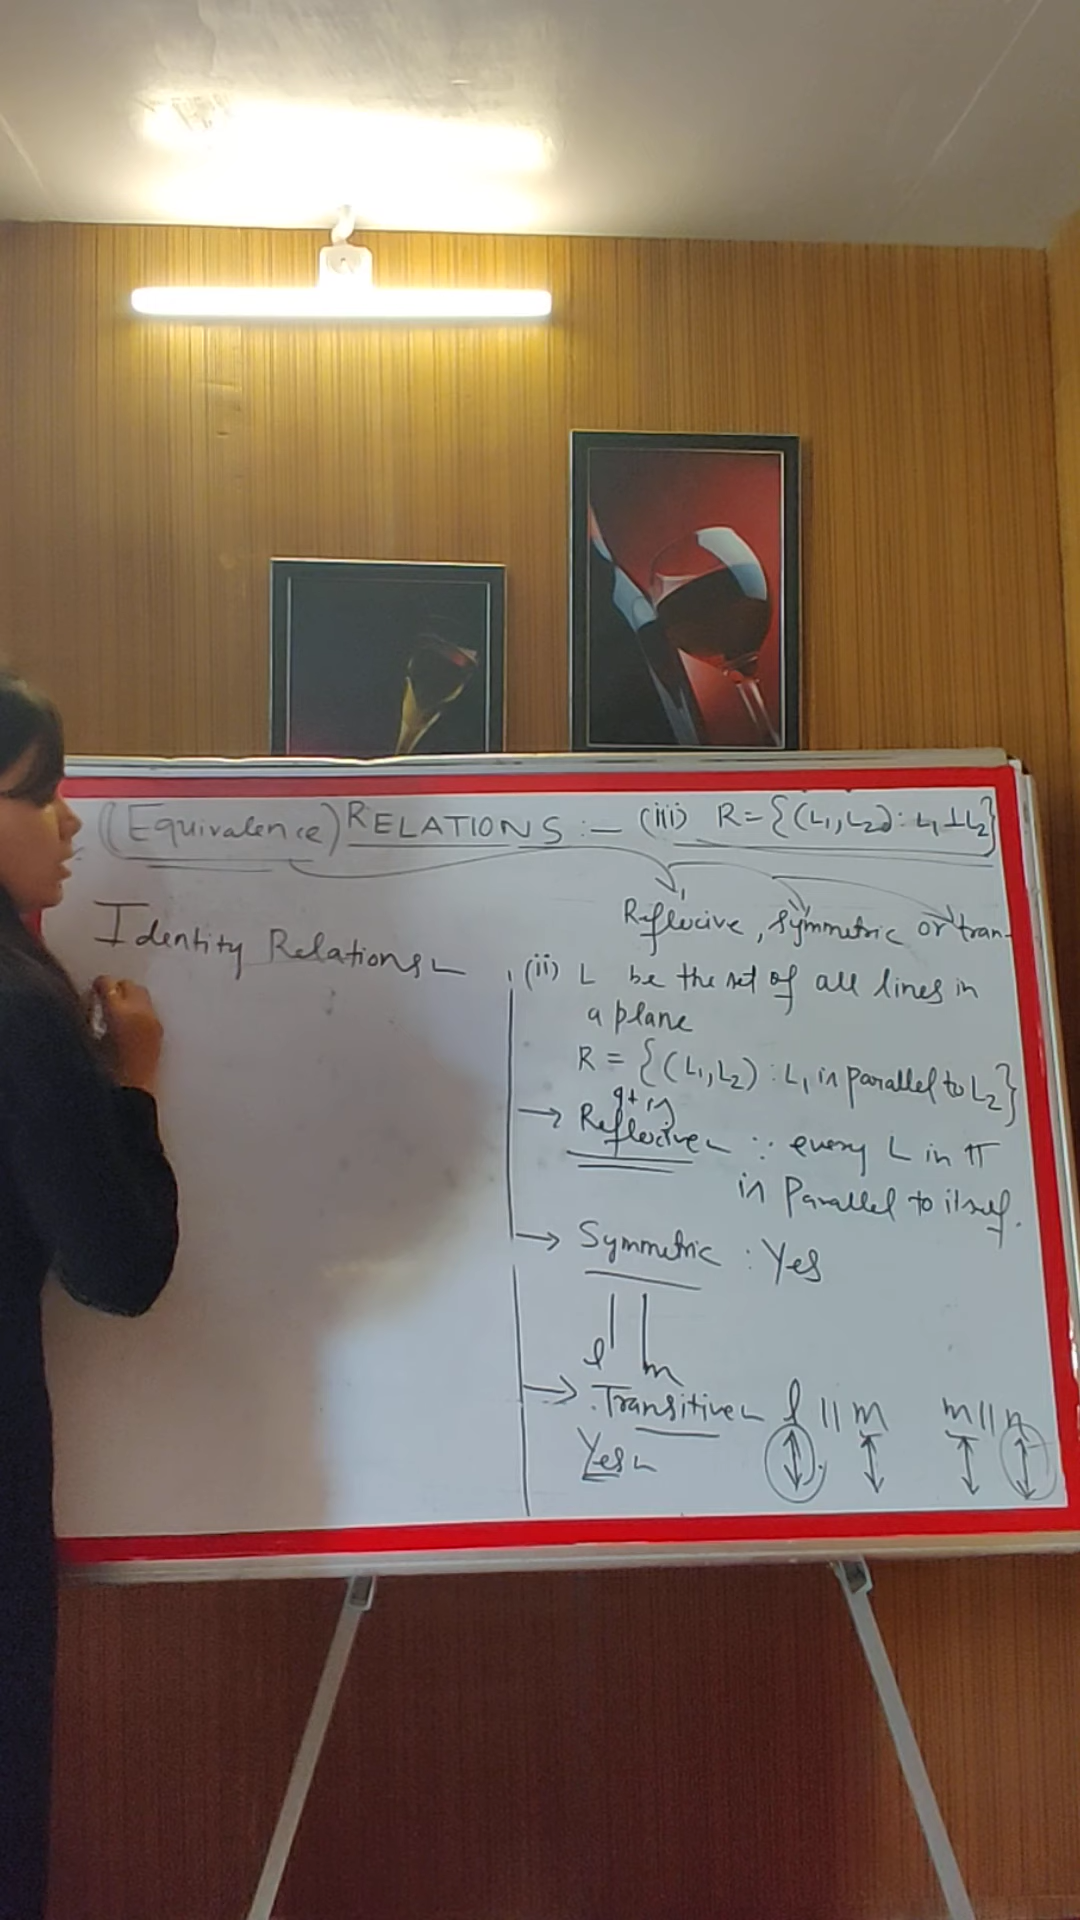 (Equivalence) RELATIONS :- (iii) R = {(L1, L2) : L1 ⊥ L2}
Reflexive, symmetric or tran-
Identity Relations
(ii) L be the set of all lines in
a plane
R = {(L1, L2) : L1 is parallel to L2}
→ Reflexive ∵ every L in π
is Parallel to itself.
→ Symmetric : Yes
l m
→ Transitive l || m m || n
Yes